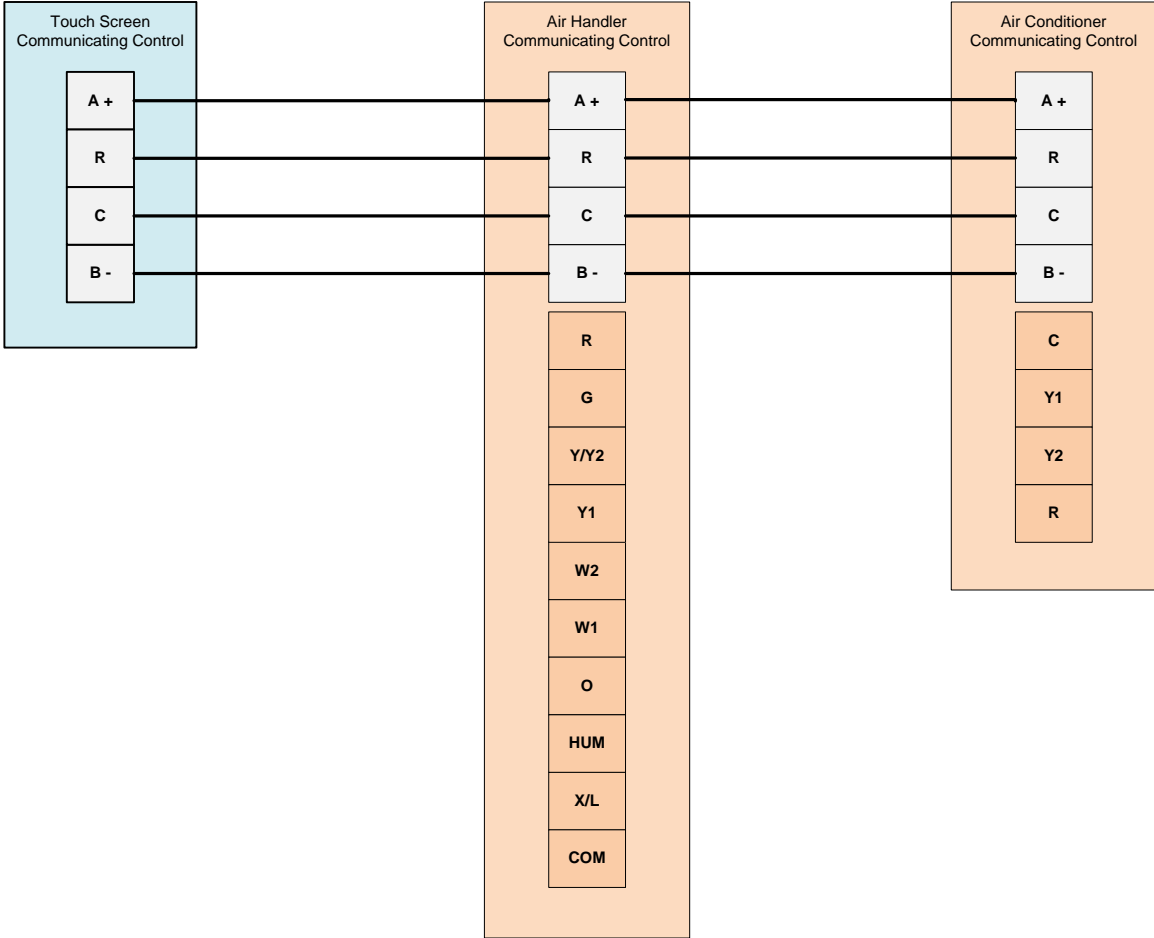 Touch Screen
Communicating Control
A +
R
C
B -
Air Handler
Communicating Control
A +
R
C
B -
R
G
Y/Y2
Y1
W2
W1
O
HUM
X/L
COM
Air Conditioner
Communicating Control
A +
R
C
B -
C
Y1
Y2
R